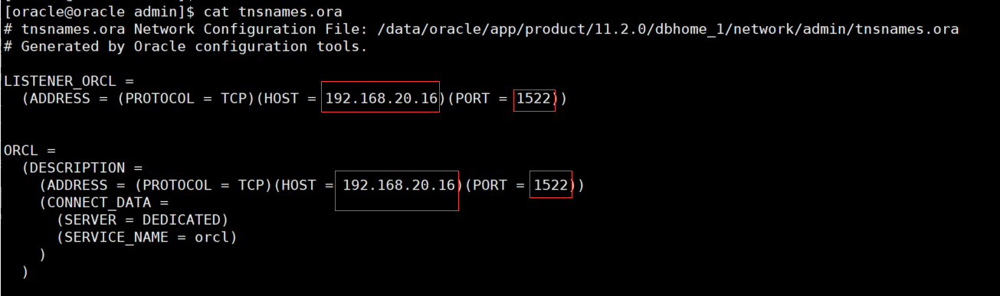 [oracle@oracle admin]$ cat tnsnames.ora
# tnsnames.ora Network Configuration File: /data/oracle/app/product/11.2.0/dbhome_1/network/admin/tnsnames.ora
# Generated by Oracle configuration tools.
LISTENER_ORCL =
(ADDRESS = (PROTOCOL = TCP)(HOST = 192.168.20.16)(PORT = 1522))
ORCL =
(DESCRIPTION =
(ADDRESS = (PROTOCOL = TCP)(HOST = 192.168.20.16)(PORT = 1522))
(CONNECT_DATA =
(SERVER = DEDICATED)
(SERVICE_NAME = orcl)
)
)